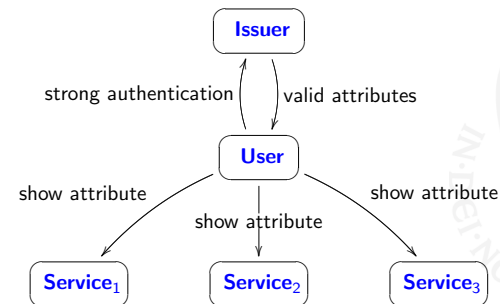 Issuer
strong authentication valid attributes
User
show attribute show attribute
show attribute
Service₁ Service₂ Service₃